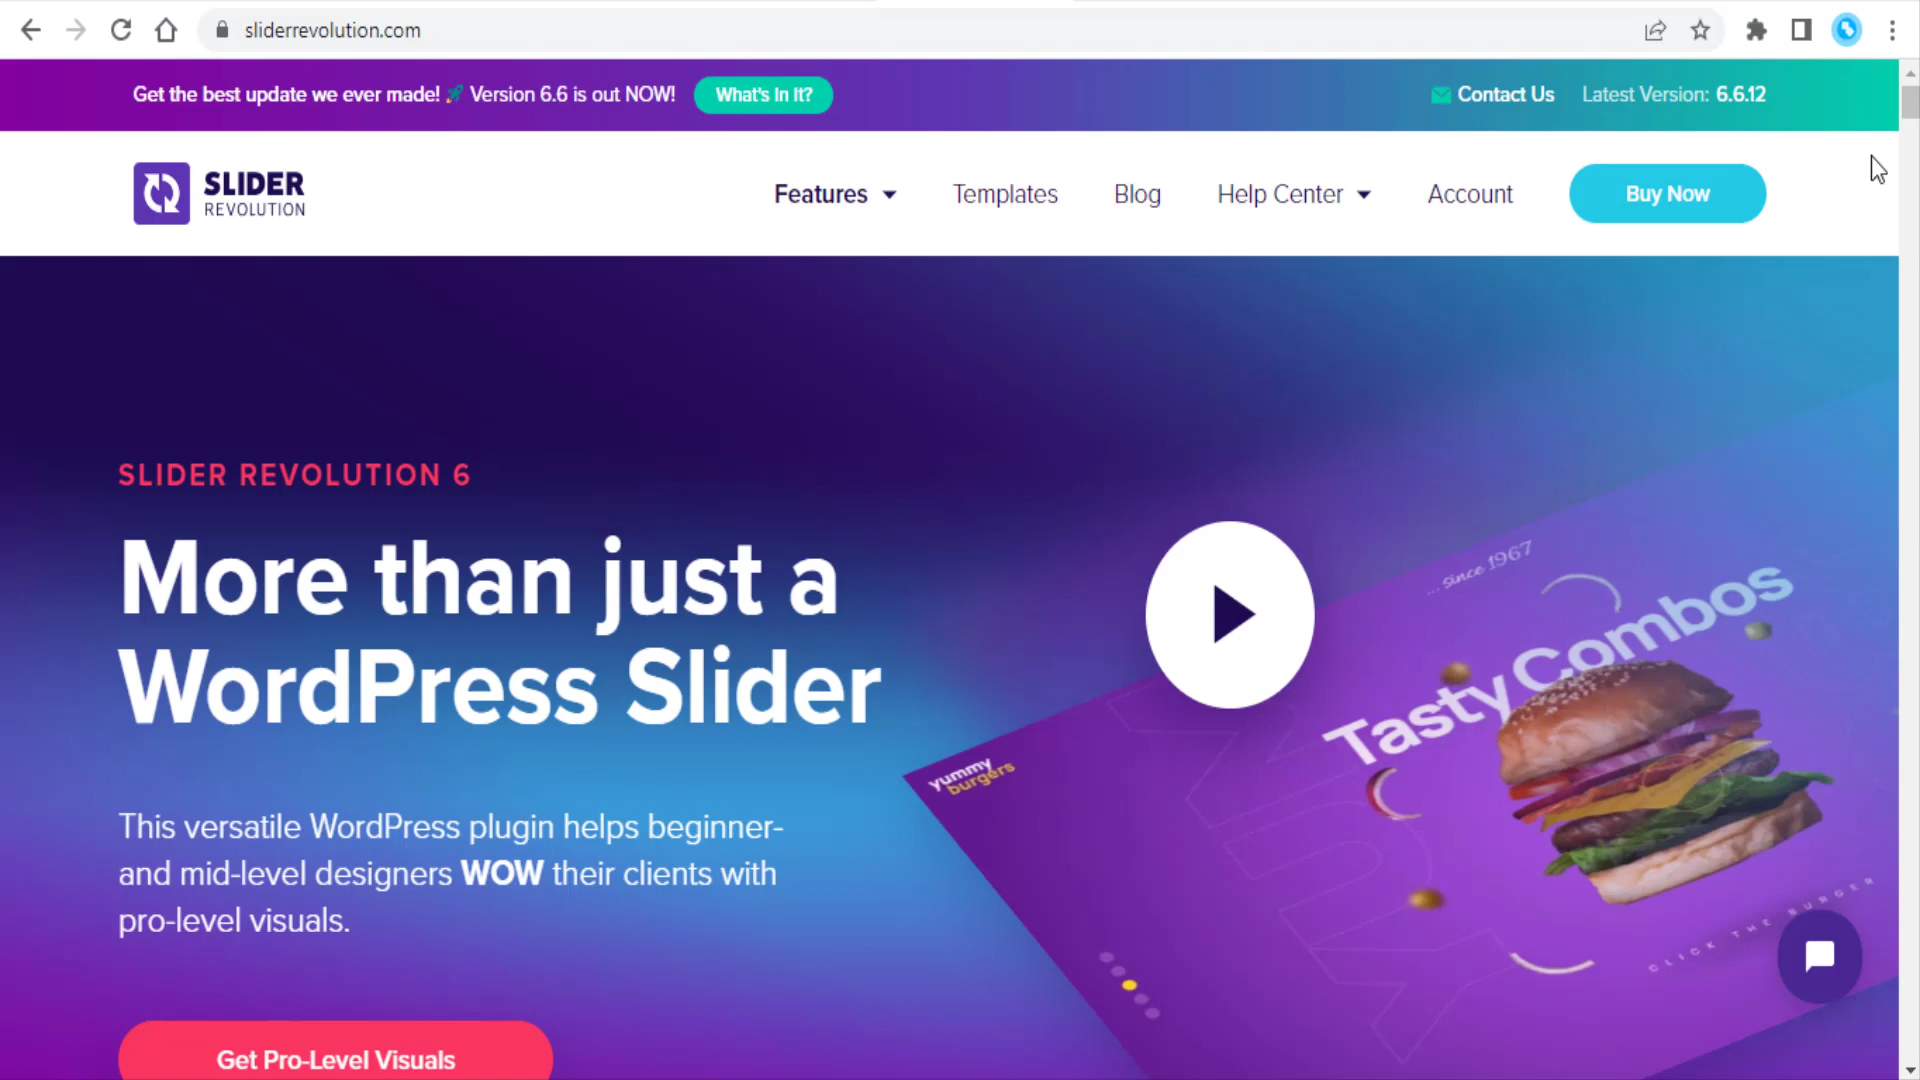 sliderrevolution.com
Get the best update we ever made! 🚀 Version 6.6 is out NOW!
What's In It?
Contact Us
Latest Version: 6.6.12
SLIDER
REVOLUTION
Features
Templates
Blog
Help Center
Account
Buy Now
SLIDER REVOLUTION 6
More than just a
WordPress Slider
This versatile WordPress plugin helps beginner-
and mid-level designers WOW their clients with
pro-level visuals.
Get Pro-Level Visuals
... since 1967
Tasty Combos
yummy
burgers
CLICK THE BURGER